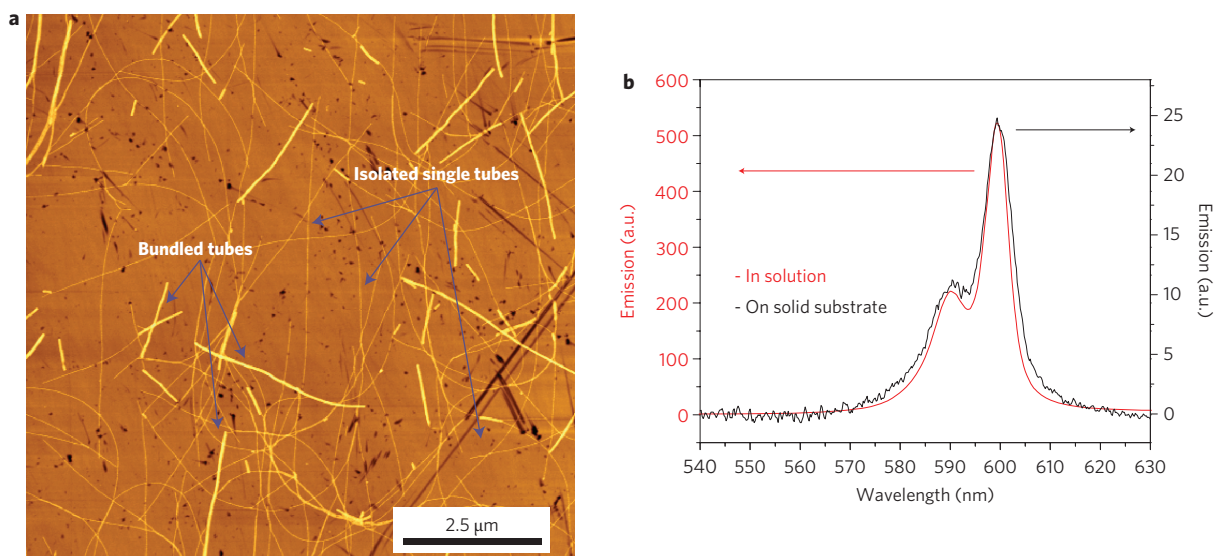 a
Isolated single tubes
Bundled tubes
2.5 μm
b
600
500
400
300
200
100
0
Emission (a.u.)
- In solution
- On solid substrate
25
20
15
10
5
0
Emission (a.u.)
540 550 560 570 580 590 600 610 620 630
Wavelength (nm)